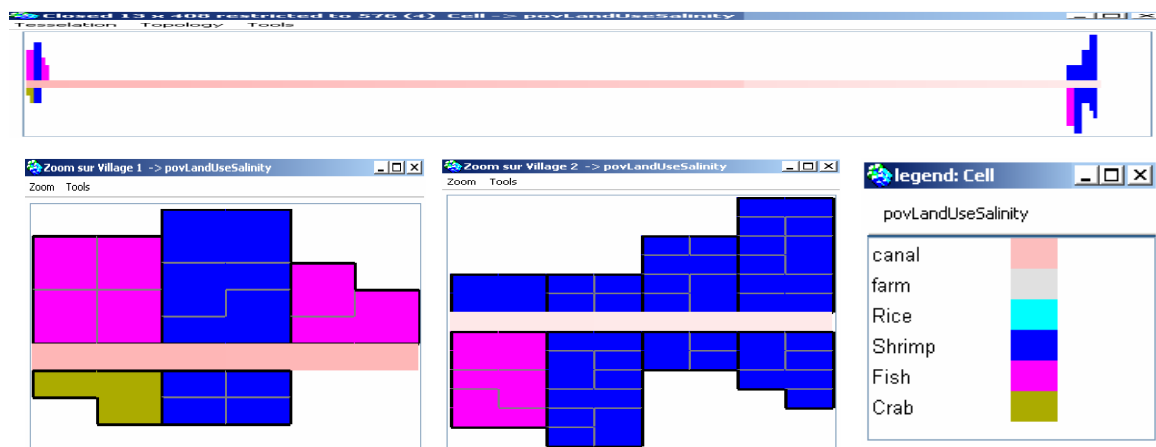 Closed 13 x 408 restricted to 576 (4) Cell -> povLandUseSalinity
Tesselation Topology Tools
Zoom sur Village 1 -> povLandUseSalinity
Zoom Tools
Zoom sur Village 2 -> povLandUseSalinity
Zoom Tools
legend: Cell
povLandUseSalinity
canal
farm
Rice
Shrimp
Fish
Crab